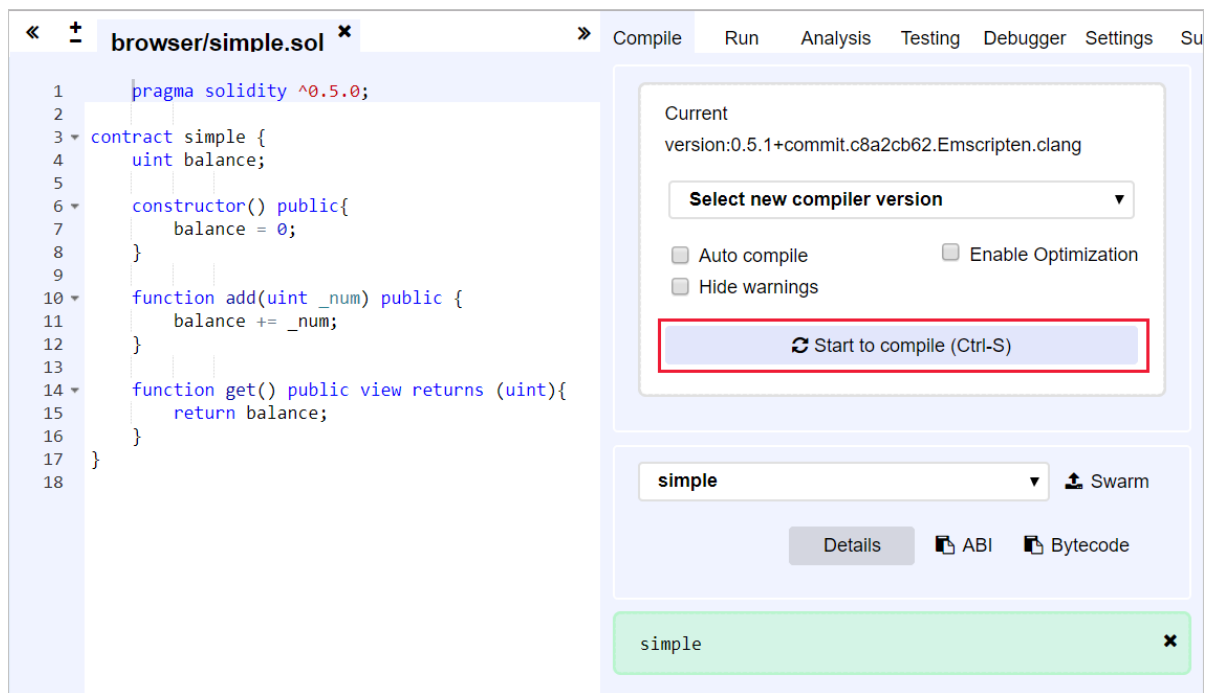 browser/simple.sol
1 pragma solidity ^0.5.0;
2
3 contract simple {
4 uint balance;
5
6 constructor() public{
7 balance = 0;
8 }
9
10 function add(uint _num) public {
11 balance += _num;
12 }
13
14 function get() public view returns (uint){
15 return balance;
16 }
17 }
18
Compile Run Analysis Testing Debugger Settings Su
Current
version:0.5.1+commit.c8a2cb62.Emscripten.clang
Select new compiler version
Auto compile Enable Optimization
Hide warnings
Start to compile (Ctrl-S)
simple Swarm
Details ABI Bytecode
simple